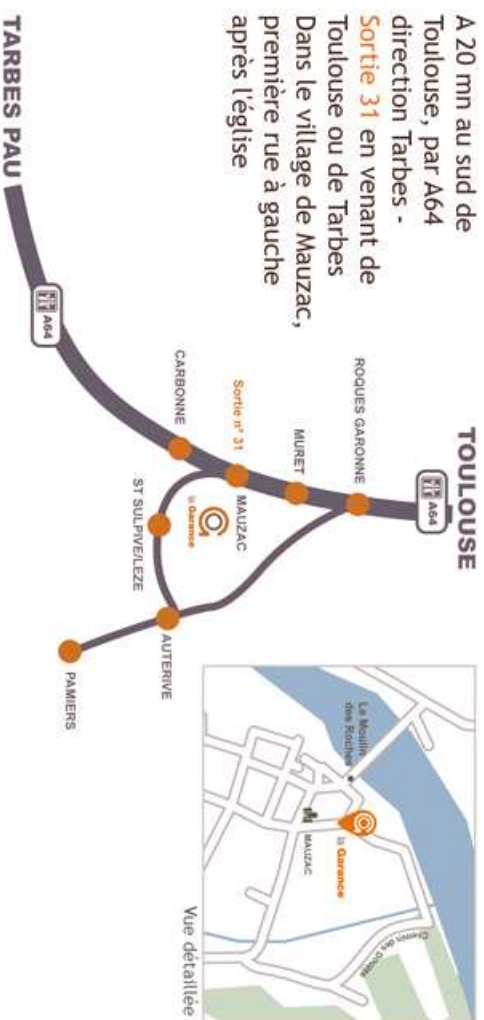 A 20 mn au sud de
Toulouse, par A64
direction Tarbes -
Sortie 31 en venant de
Toulouse ou de Tarbes
Dans le village de Mauzac,
première rue à gauche
après l'église
TOULOUSE
A64
ROQUES GARONNE
MURET
Sortie n° 31
MAUZAC
la Garance
CARBONNE
ST SULPIVE/LEZE
AUTERIVE
PAMIERS
A64
TARBES PAU
Le Moulin
des Roches
la Garance
MAUZAC
Vue détaillée